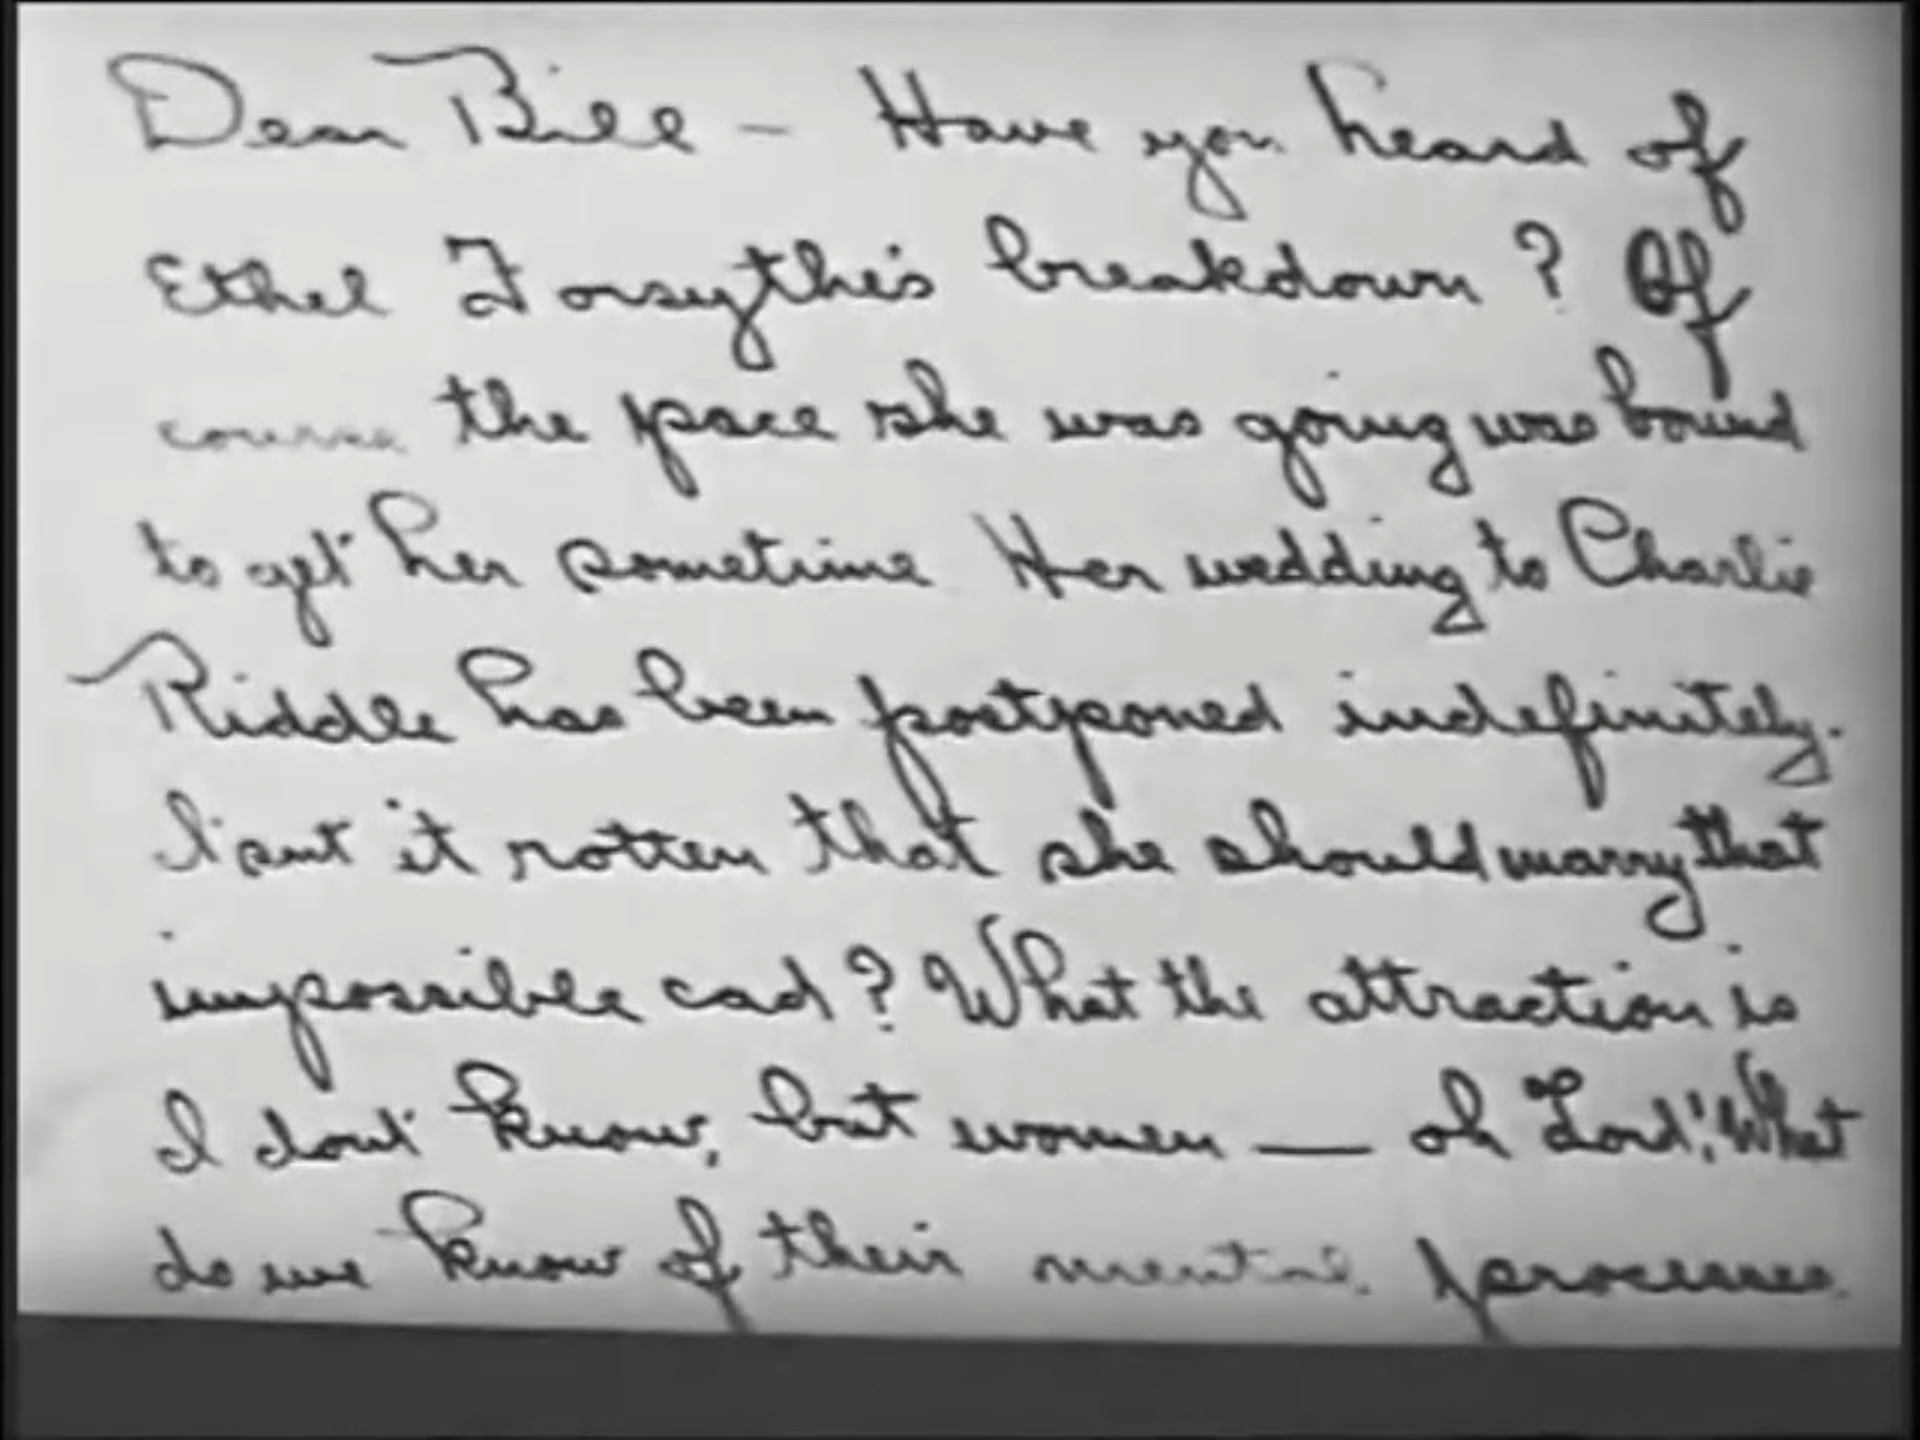 Dear Bill – Have you heard of
Ethel Forsythe's breakdown? Of
course the pace she was going was bound
to get her sometime Her wedding to Charlie
Riddle has been postponed indefinitely.
Isn't it rotten that she should marry that
impossible cad? What the attraction is
I don't know, but women — oh Lord! What
do we know of their mental processes.